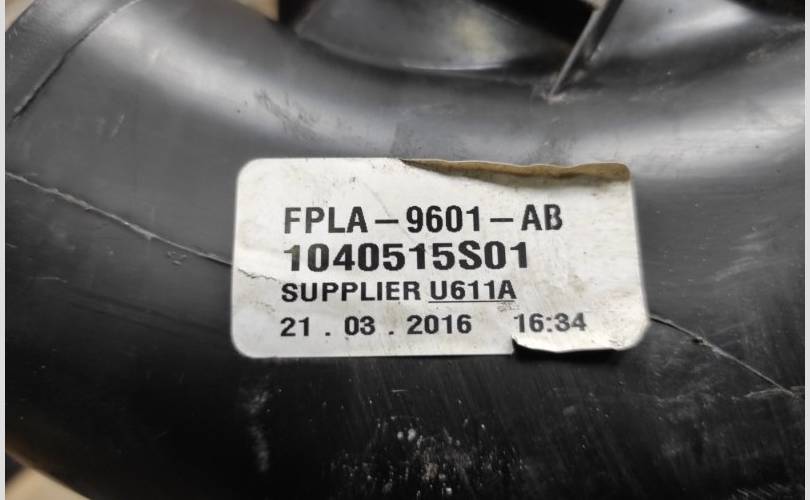 FPLA-9601-AB
1040515S01
SUPPLIER U611A
21.03.2016 16:34